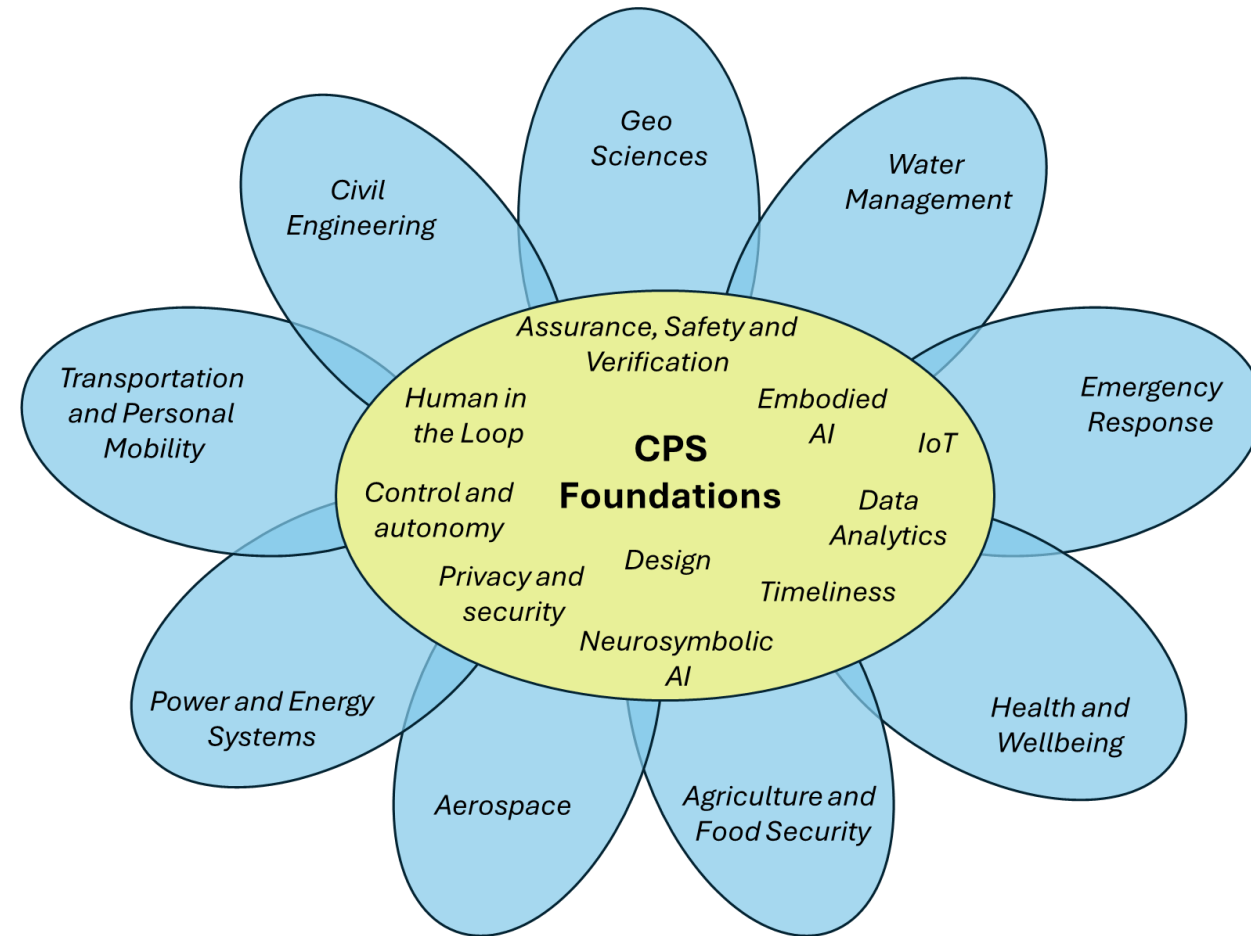 Geo
Sciences
Water
Management
Civil
Engineering
Transportation
and Personal
Mobility
Emergency
Response
Assurance, Safety and
Verification
Human in
the Loop
Embodied
AI
IoT
CPS
Foundations
Control and
autonomy
Data
Analytics
Design
Privacy and
security
Timeliness
Neurosymbolic
AI
Power and Energy
Systems
Health and
Wellbeing
Aerospace
Agriculture and
Food Security